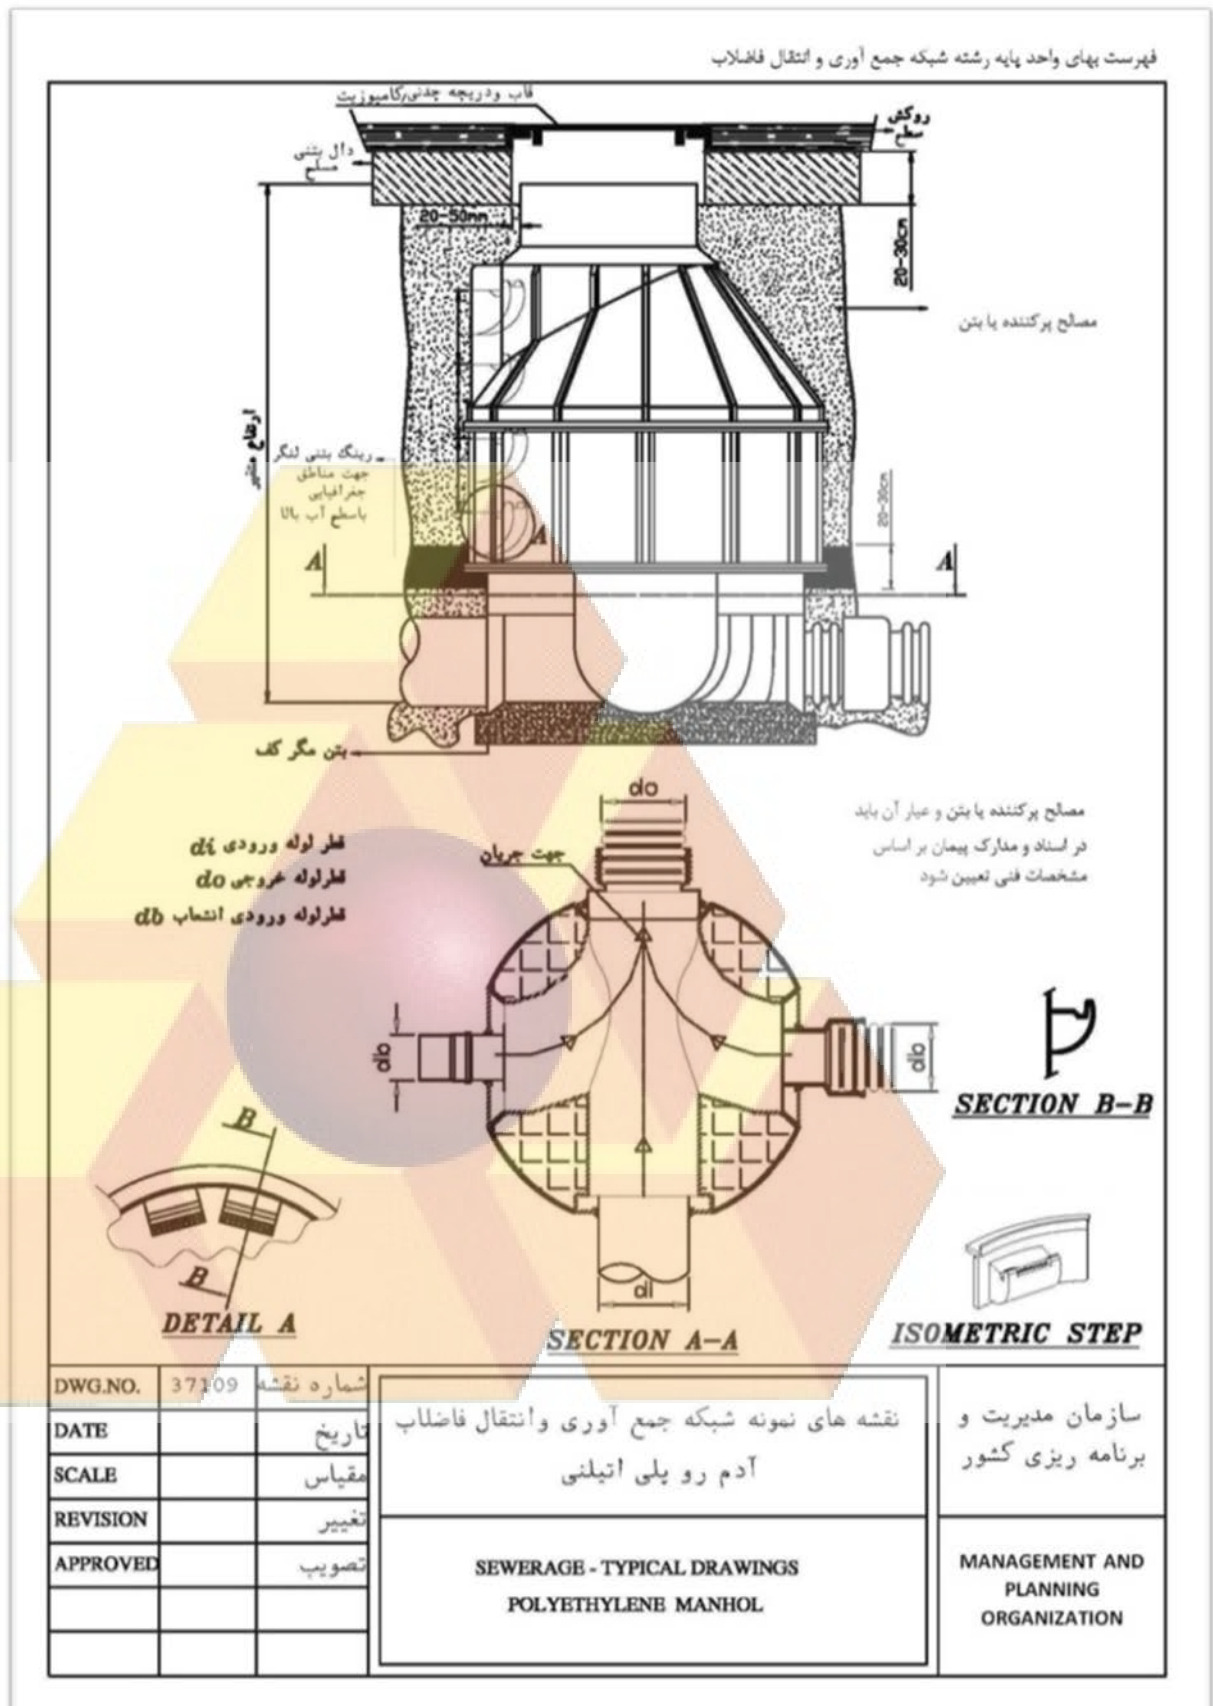 فهرست بهای واحد پایه رشته شبکه جمع آوری و انتقال فاضلاب
قاب ودریچه چدنی/کامپوزیت
روکش
سطح
دال بتنی
مسلح
20-50mm
20-30cm
مصالح پرکننده یا بتن
ارتفاع متغیر
رینگ بتنی لنگر
جهت مناطق
جغرافیایی
باسطح آب بالا
20-30cm
A
A
A
بتن مگر کف
do
مصالح پرکننده یا بتن و عیار آن باید
در اسناد و مدارک پیمان بر اساس
مشخصات فنی تعیین شود
قطر لوله ورودی di
قطرلوله خروجی do
قطرلوله ورودی انشعاب db
جهت جریان
db
db
di
SECTION B-B
B
B
DETAIL A
SECTION A-A
ISOMETRIC STEP
DWG.NO. 37109 شماره نقشه
DATE تاریخ
SCALE مقیاس
REVISION تغییر
APPROVED تصویب
نقشه های نمونه شبکه جمع آوری وانتقال فاضلاب
آدم رو پلی اتیلنی
SEWERAGE - TYPICAL DRAWINGS
POLYETHYLENE MANHOL
سازمان مدیریت و
برنامه ریزی کشور
MANAGEMENT AND
PLANNING
ORGANIZATION